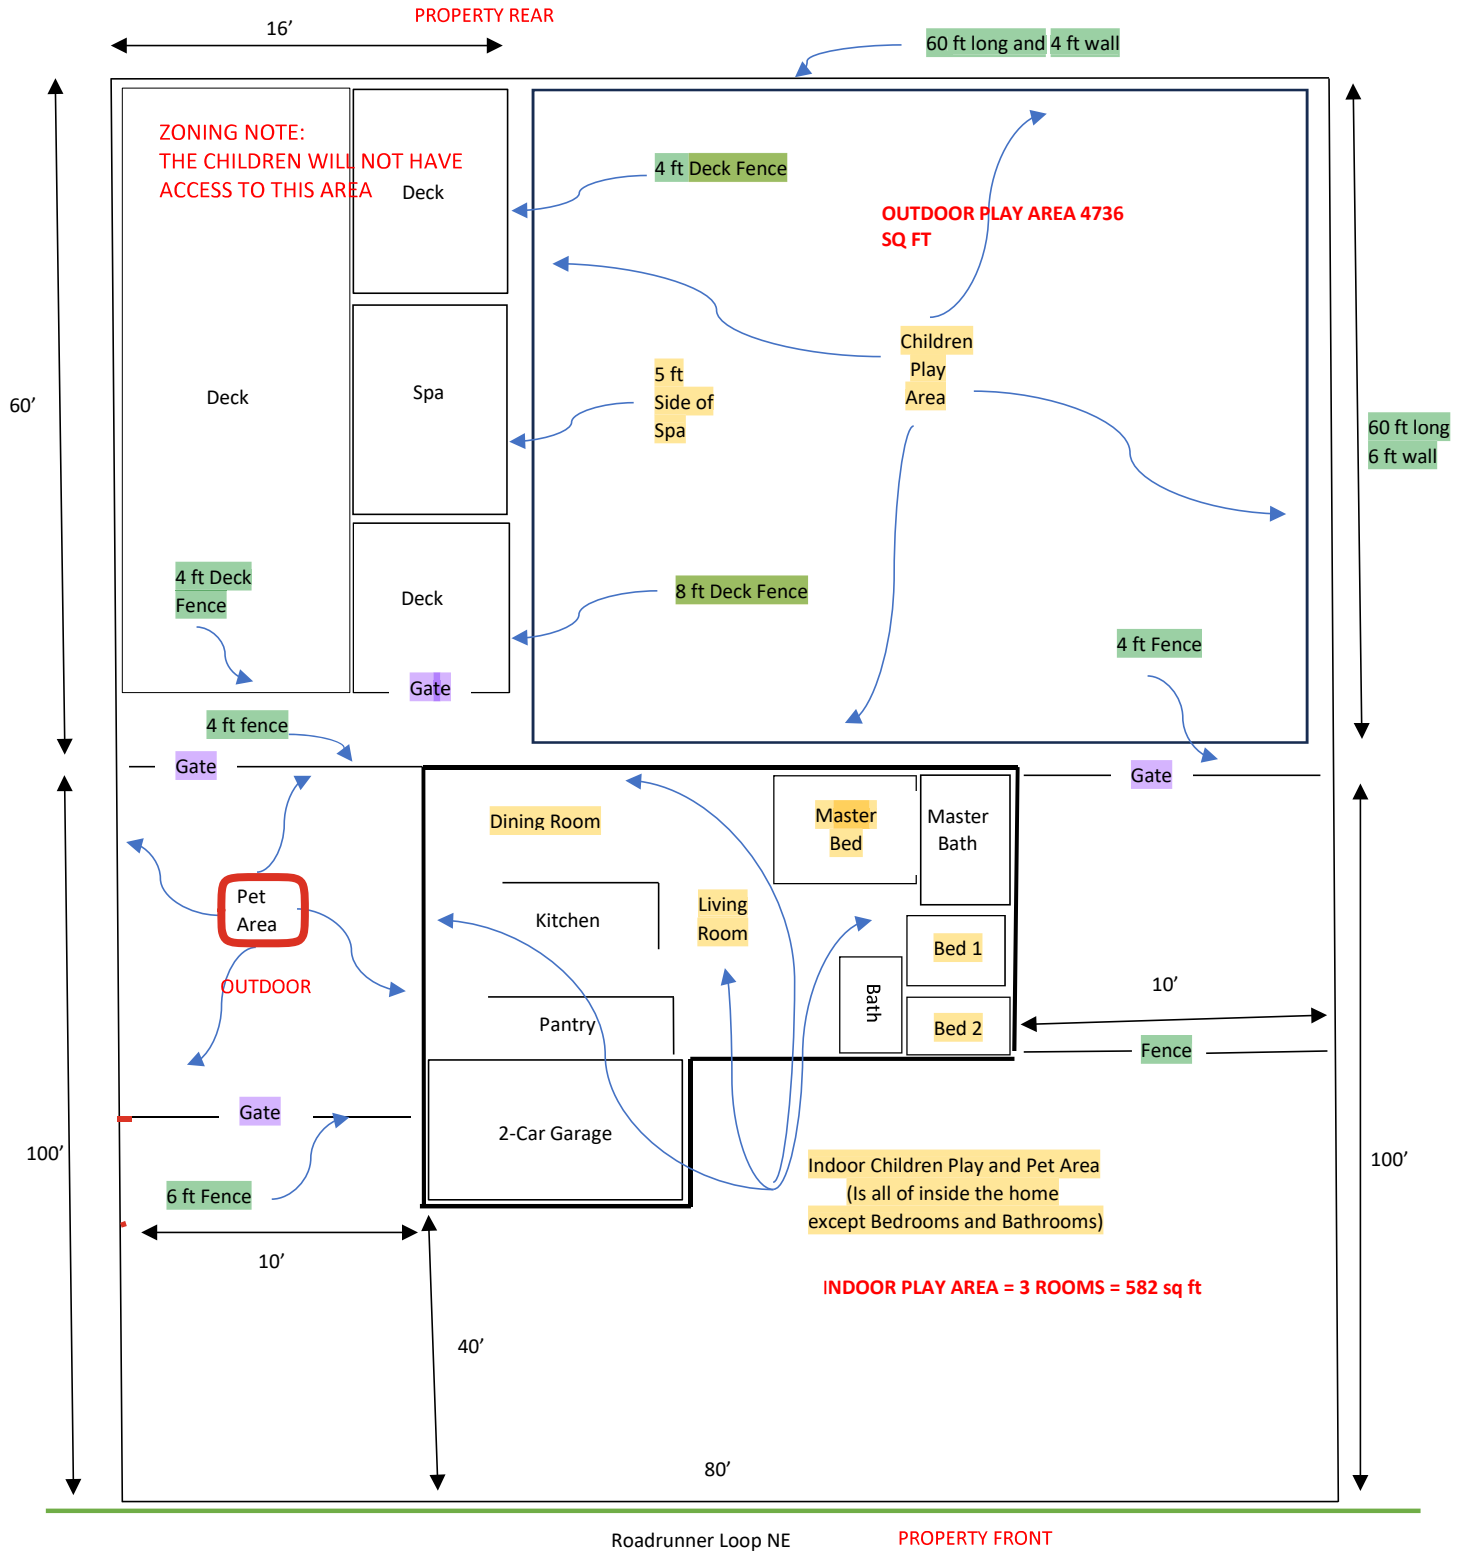 PROPERTY REAR
16’
60 ft long and 4 ft wall
ZONING NOTE:
THE CHILDREN WILL NOT HAVE
ACCESS TO THIS AREA
Deck
4 ft Deck Fence
OUTDOOR PLAY AREA 4736
SQ FT
Children
Play
Area
60’
Deck
Spa
5 ft
Side of
Spa
60 ft long
6 ft wall
4 ft Deck
Fence
Deck
8 ft Deck Fence
4 ft Fence
Gate
4 ft fence
Gate
Gate
Dining Room
Master
Bed
Master
Bath
Pet
Area
OUTDOOR
Kitchen
Living
Room
Bed 1
Bath
Bed 2
10’
Pantry
Fence
Gate
2-Car Garage
100’
100’
6 ft Fence
Indoor Children Play and Pet Area
(Is all of inside the home
except Bedrooms and Bathrooms)
10’
INDOOR PLAY AREA = 3 ROOMS = 582 sq ft
40’
80’
Roadrunner Loop NE
PROPERTY FRONT